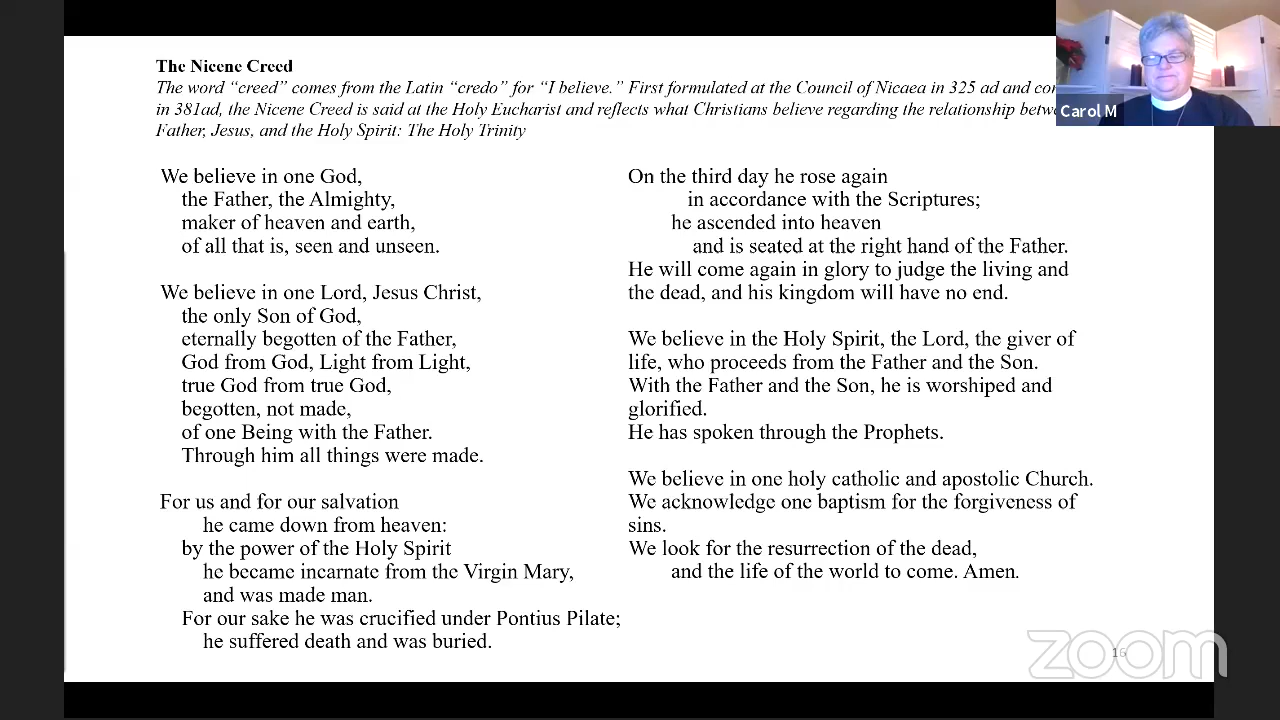 The Nicene Creed
The word “creed” comes from the Latin “credo” for “I believe.” First formulated at the Council of Nicaea in 325 ad and
in 381ad, the Nicene Creed is said at the Holy Eucharist and reflects what Christians believe regarding the relationship
Father, Jesus, and the Holy Spirit: The Holy Trinity
Carol M
We believe in one God,
the Father, the Almighty,
maker of heaven and earth,
of all that is, seen and unseen.
We believe in one Lord, Jesus Christ,
the only Son of God,
eternally begotten of the Father,
God from God, Light from Light,
true God from true God,
begotten, not made,
of one Being with the Father.
Through him all things were made.
For us and for our salvation
he came down from heaven:
by the power of the Holy Spirit
he became incarnate from the Virgin Mary,
and was made man.
For our sake he was crucified under Pontius Pilate;
he suffered death and was buried.
On the third day he rose again
in accordance with the Scriptures;
he ascended into heaven
and is seated at the right hand of the Father.
He will come again in glory to judge the living and
the dead, and his kingdom will have no end.
We believe in the Holy Spirit, the Lord, the giver of
life, who proceeds from the Father and the Son.
With the Father and the Son, he is worshiped and
glorified.
He has spoken through the Prophets.
We believe in one holy catholic and apostolic Church.
We acknowledge one baptism for the forgiveness of
sins.
We look for the resurrection of the dead,
and the life of the world to come. Amen.
16
zoom